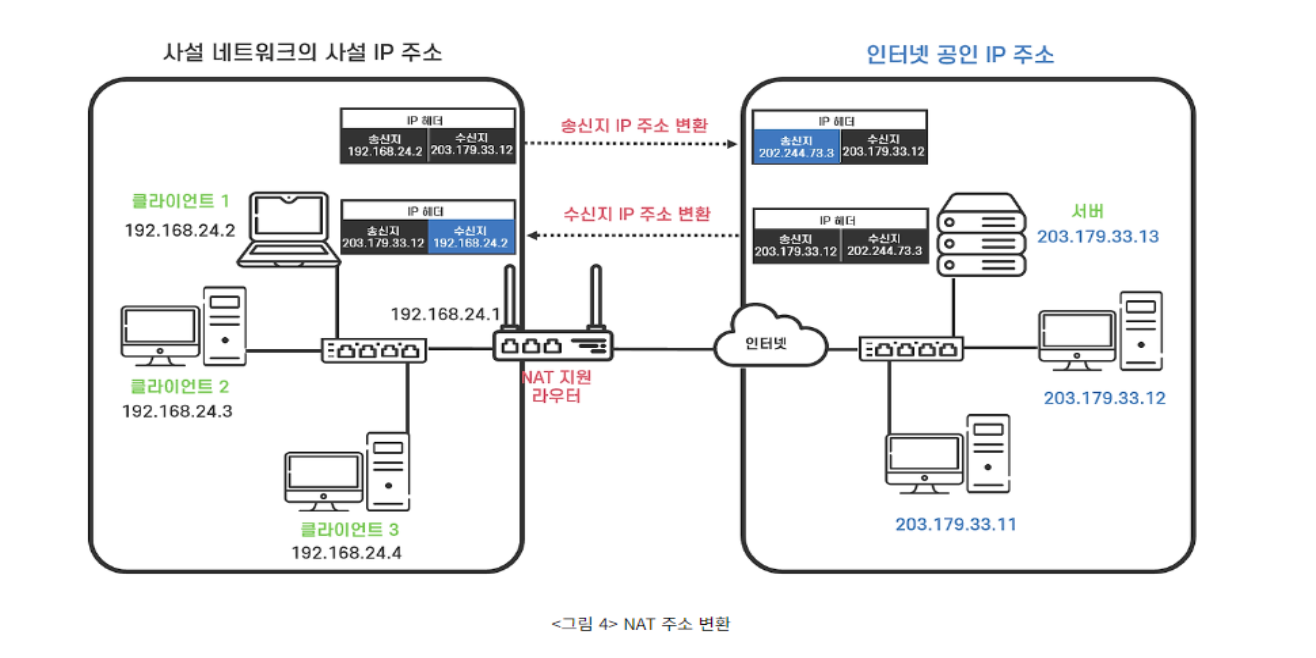 사설 네트워크의 사설 IP 주소
인터넷 공인 IP 주소
IP 헤더
송신지 수신지
192.168.24.2 203.179.33.12
송신지 IP 주소 변환
IP 헤더
송신지 수신지
202.244.73.3 203.179.33.12
클라이언트 1
192.168.24.2
IP 헤더
송신지 수신지
203.179.33.12 192.168.24.2
수신지 IP 주소 변환
IP 헤더
송신지 수신지
203.179.33.12 202.244.73.3
서버
203.179.33.13
192.168.24.1
인터넷
NAT 지원
라우터
클라이언트 2
192.168.24.3
203.179.33.12
클라이언트 3
192.168.24.4
203.179.33.11
<그림 4> NAT 주소 변환